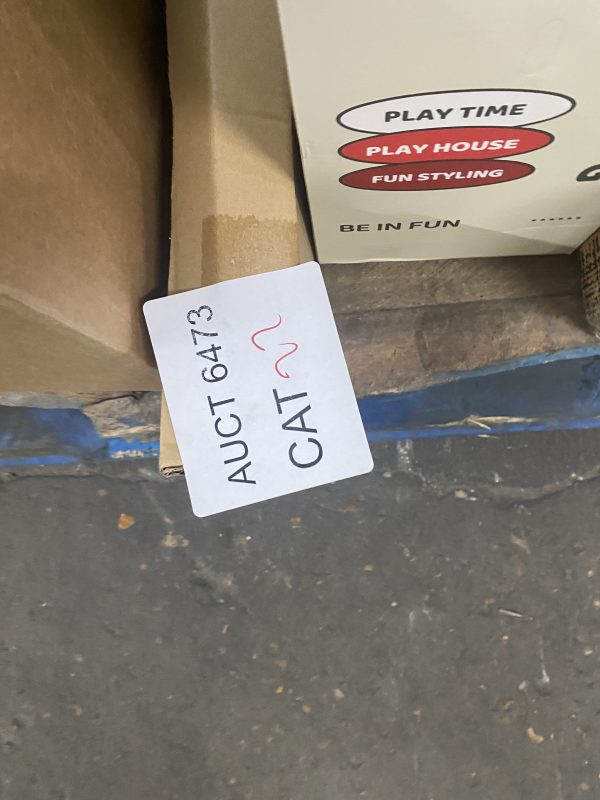 PLAY TIME
PLAY HOUSE
FUN STYLING
BE IN FUN
AUCT 6473
CAT